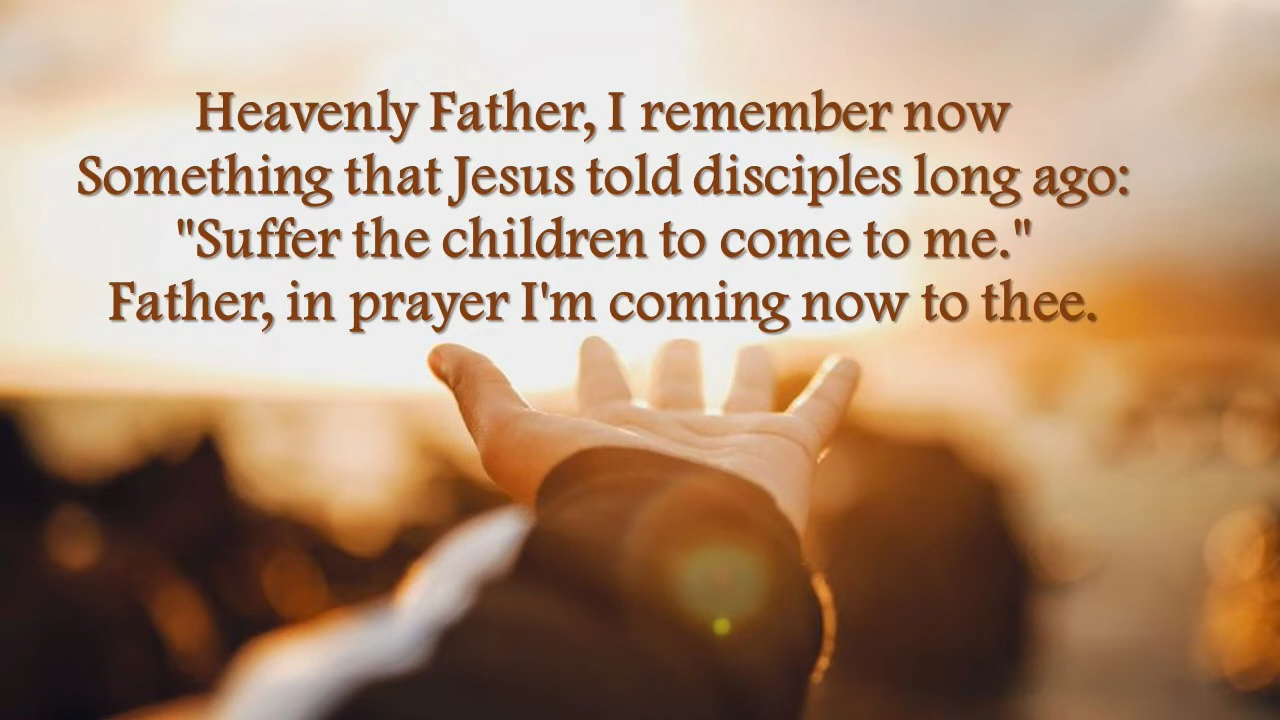 Heavenly Father, I remember now
Something that Jesus told disciples long ago:
"Suffer the children to come to me."
Father, in prayer I'm coming now to thee.